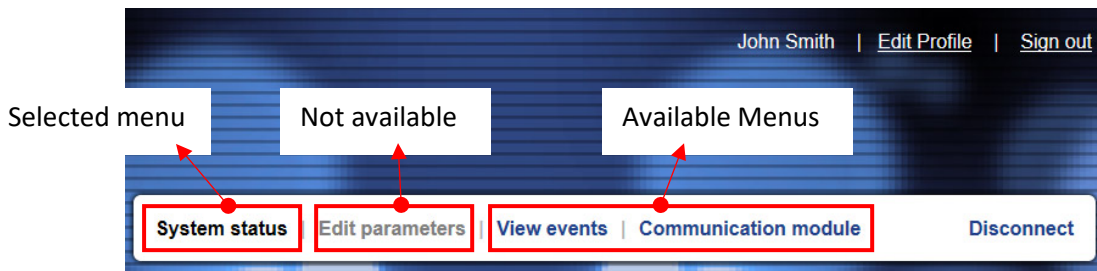 John Smith | Edit Profile | Sign out
Selected menu Not available Available Menus
System status | Edit parameters | View events | Communication module Disconnect